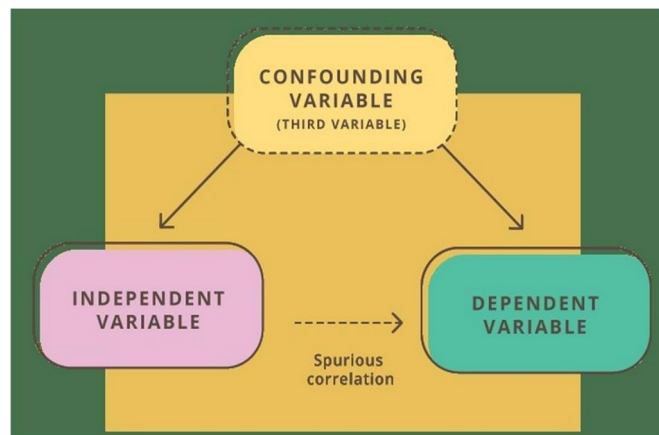 CONFOUNDING
VARIABLE
(THIRD VARIABLE)
INDEPENDENT
VARIABLE
DEPENDENT
VARIABLE
Spurious
correlation